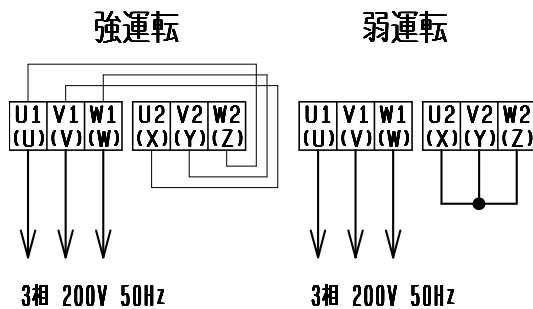 強運転 弱運転
U1 V1 W1 U2 V2 W2 U1 V1 W1 U2 V2 W2
(U) (V) (W) (X) (Y) (Z) (U) (V) (W) (X) (Y) (Z)
3相 200V 50Hz 3相 200V 50Hz